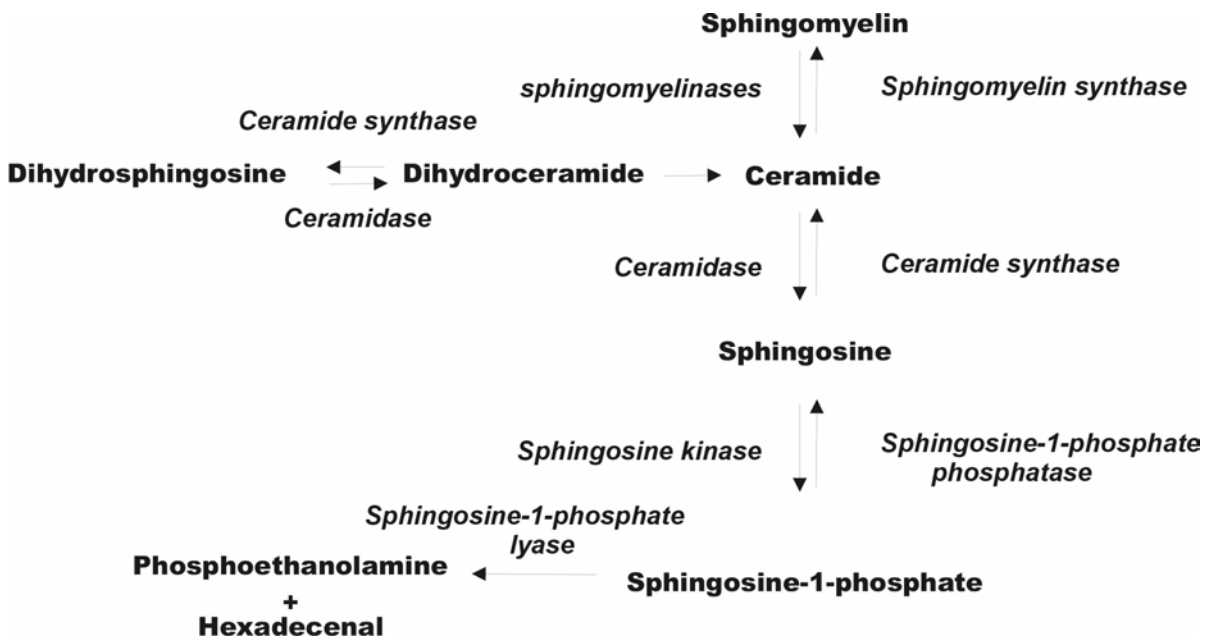 Sphingomyelin
sphingomyelinases
Sphingomyelin synthase
Ceramide synthase
Dihydrosphingosine
Dihydroceramide
Ceramide
Ceramidase
Ceramidase
Ceramide synthase
Sphingosine
Sphingosine kinase
Sphingosine-1-phosphate
phosphatase
Sphingosine-1-phosphate
lyase
Phosphoethanolamine
+
Hexadecenal
Sphingosine-1-phosphate